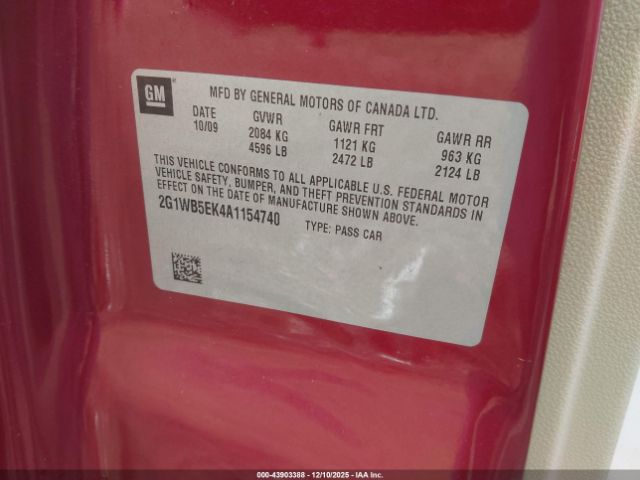 GM
MFD BY GENERAL MOTORS OF CANADA LTD.
DATE GVWR GAWR FRT GAWR RR
10/09 2084 KG 1121 KG 963 KG
4596 LB 2472 LB 2124 LB
THIS VEHICLE CONFORMS TO ALL APPLICABLE U.S. FEDERAL MOTOR
VEHICLE SAFETY, BUMPER, AND THEFT PREVENTION STANDARDS IN
EFFECT ON THE DATE OF MANUFACTURE SHOWN ABOVE.
2G1WB5EK4A1154740
TYPE: PASS CAR
000-43903388 - 12/10/2025 - IAA Inc.